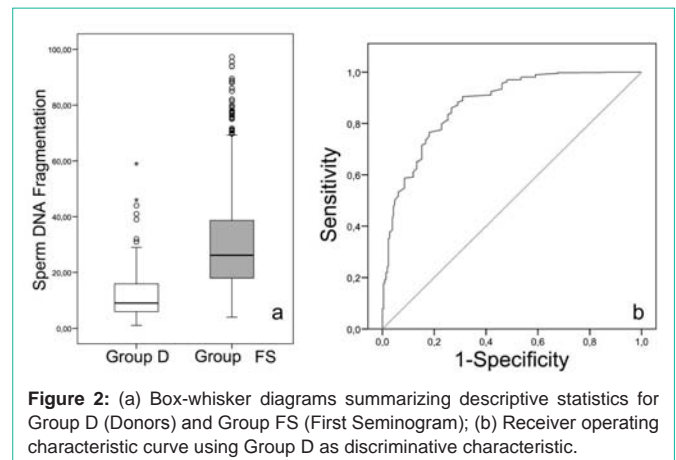 100,00
80,00
60,00
40,00
20,00
0,00
Sperm DNA Fragmentation
Group D
Group FS
a
1,0
0,8
0,6
0,4
0,2
0,0
Sensitivity
0,0 0,2 0,4 0,6 0,8 1,0
1-Specificity
b
Figure 2: (a) Box-whisker diagrams summarizing descriptive statistics for
Group D (Donors) and Group FS (First Seminogram); (b) Receiver operating
characteristic curve using Group D as discriminative characteristic.